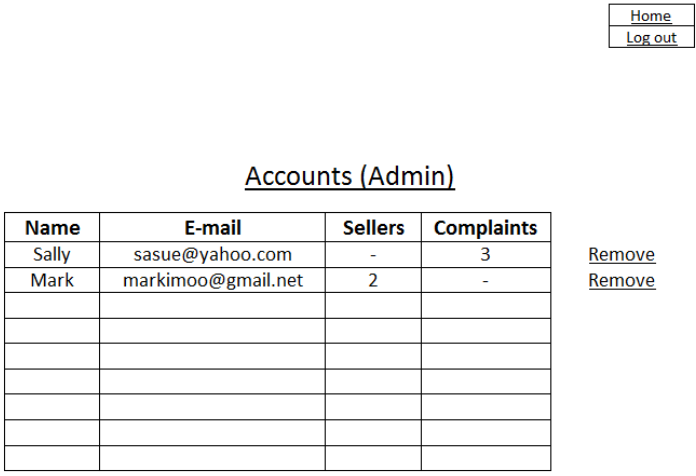 Home
Log out
Accounts (Admin)
Name E-mail Sellers Complaints
Sally sasue@yahoo.com - 3 Remove
Mark markimoo@gmail.net 2 - Remove